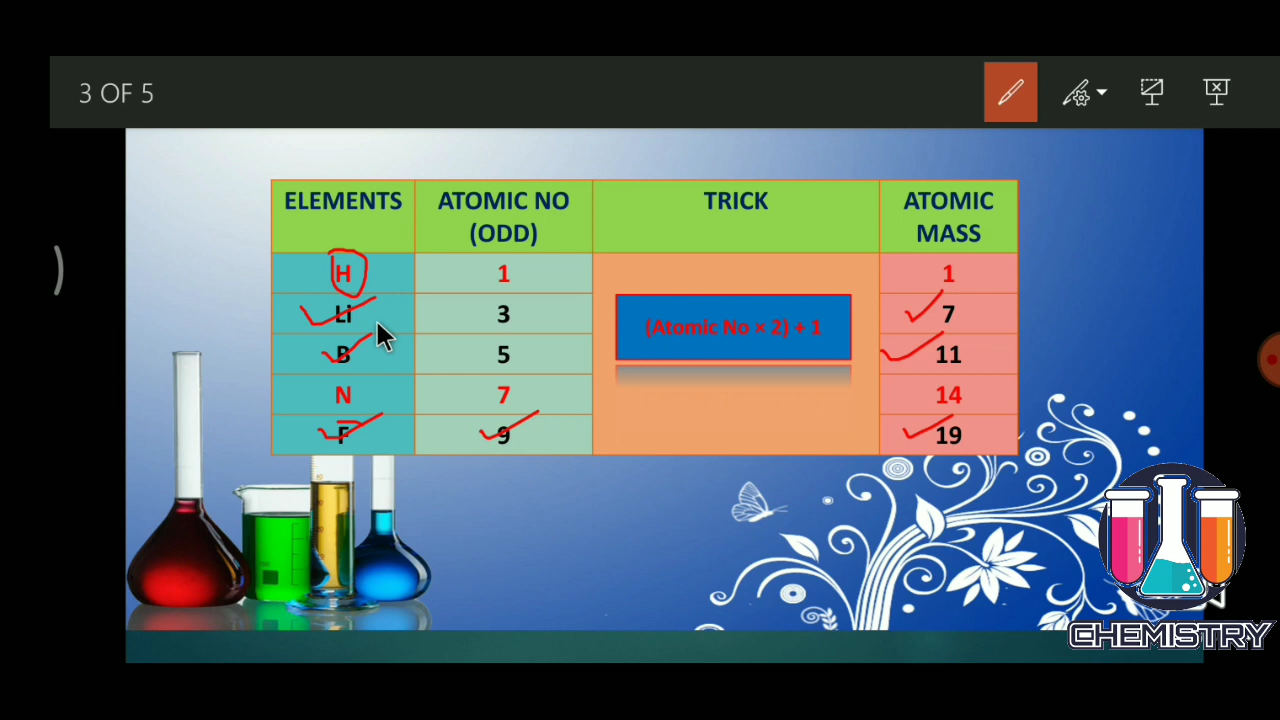 3 OF 5
ELEMENTS ATOMIC NO (ODD) TRICK ATOMIC MASS
H 1 1
Li 3 7
(Atomic No × 2) + 1
B 5 11
N 7 14
F 9 19
CHEMISTRY